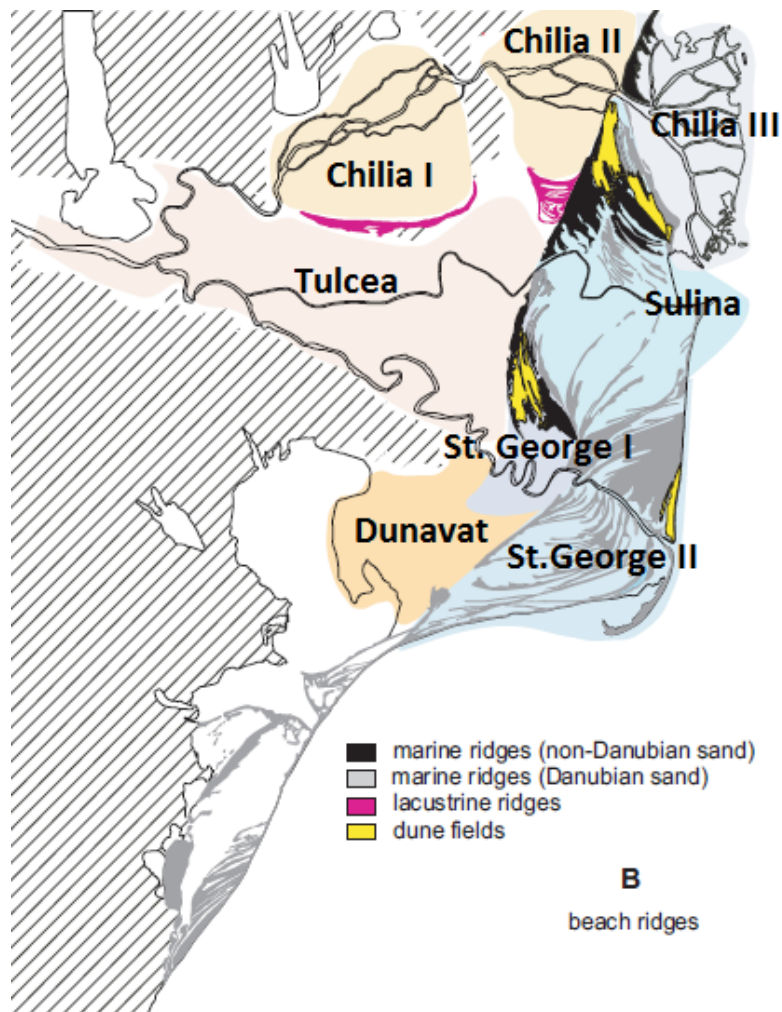 Chilia II
Chilia III
Chilia I
Tulcea
Sulina
St. George I
Dunavat
St.George II
marine ridges (non-Danubian sand)
marine ridges (Danubian sand)
lacustrine ridges
dune fields
B
beach ridges